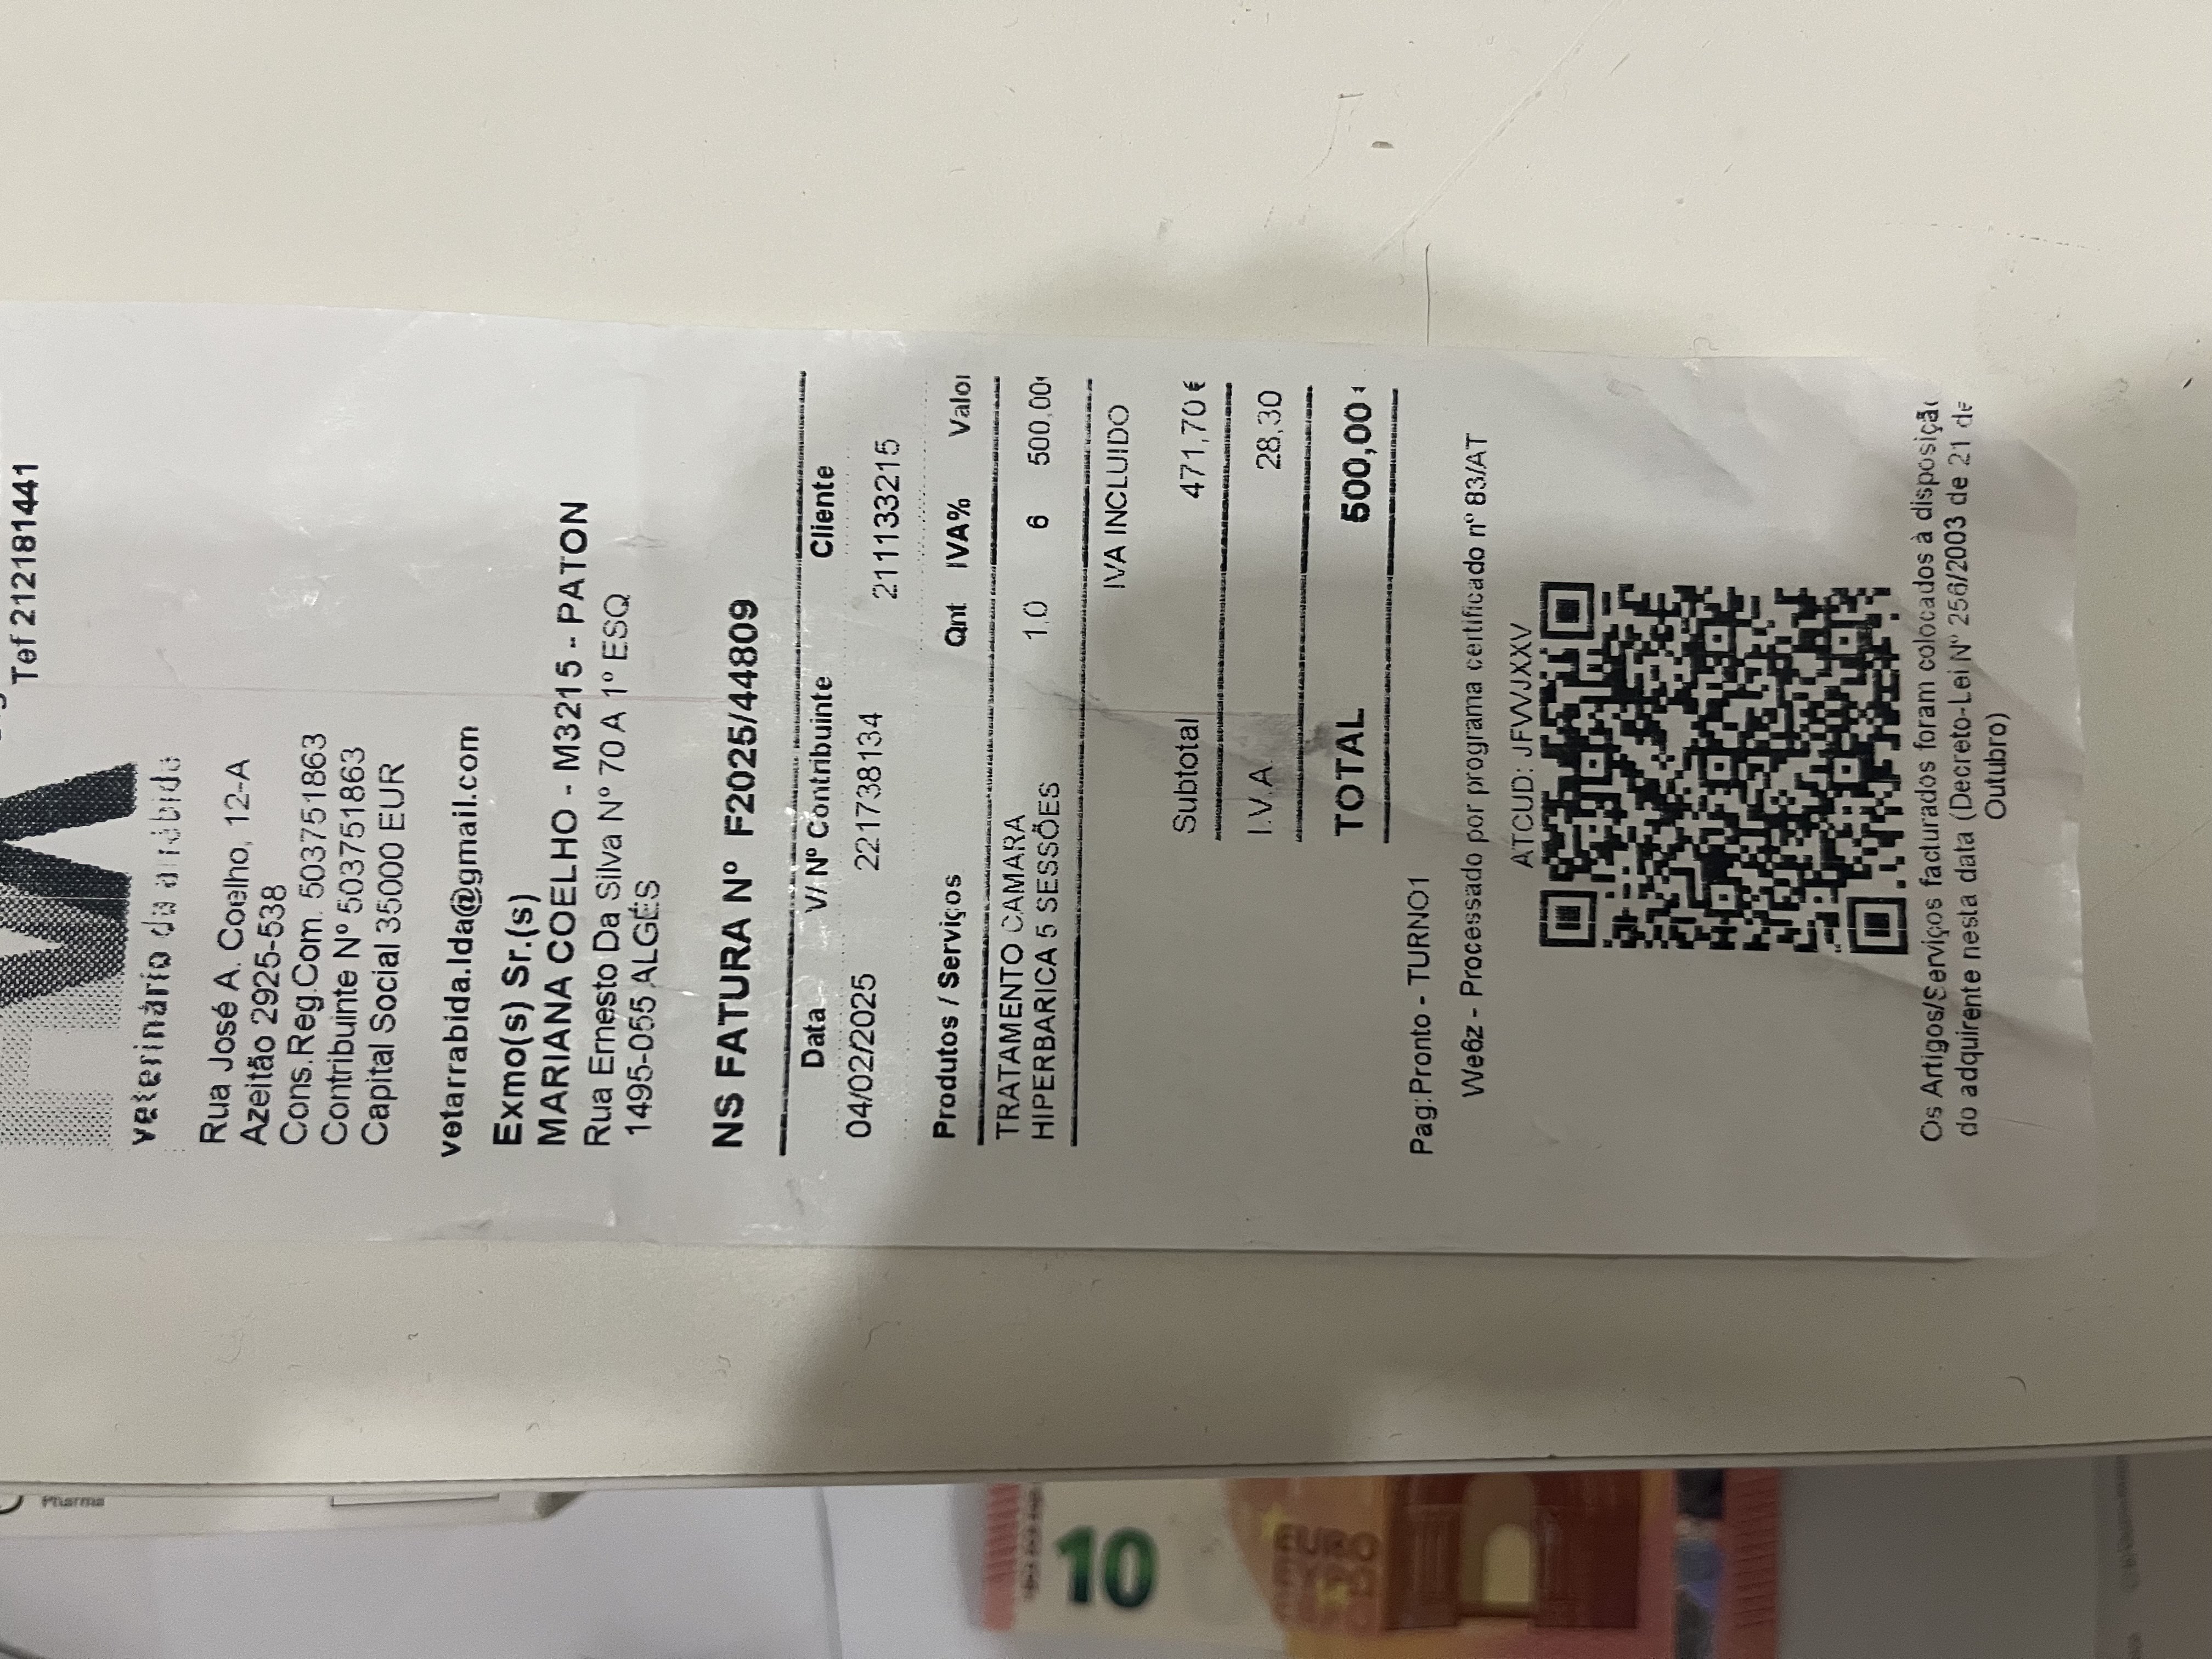 Tef 212181441
veterinário da arrábida
Rua José A. Coelho, 12-A
Azeitão 2925-538
Cons.Reg.Com. 503751863
Contribuinte Nº 503751863
Capital Social 35000 EUR
vetarrabida.lda@gmail.com
Exmo(s) Sr.(s)
MARIANA COELHO - M3215 - PATON
Rua Ernesto Da Silva Nº 70 A 1º ESQ
1495-055 ALGÉS
NS FATURA Nº F2025/44809
Data V/ Nº Contribuinte Cliente
04/02/2025 221738134 211133215
Produtos / Serviços Qnt IVA% Valor
TRATAMENTO CAMARA 1.0 6 500,00
HIPERBARICA 5 SESSÕES
IVA INCLUIDO
Subtotal 471,70 €
I.V.A. 28,30
TOTAL 500,00
Pag:Pronto - TURNO1
We6z - Processado por programa certificado nº 83/AT
ATCUD: JFWJXXV
Os Artigos/Serviços facturados foram colocados à disposiçã
do adquirente nesta data (Decreto-Lei Nº 256/2003 de 21 de
Outubro)
Pharma
10
EURO